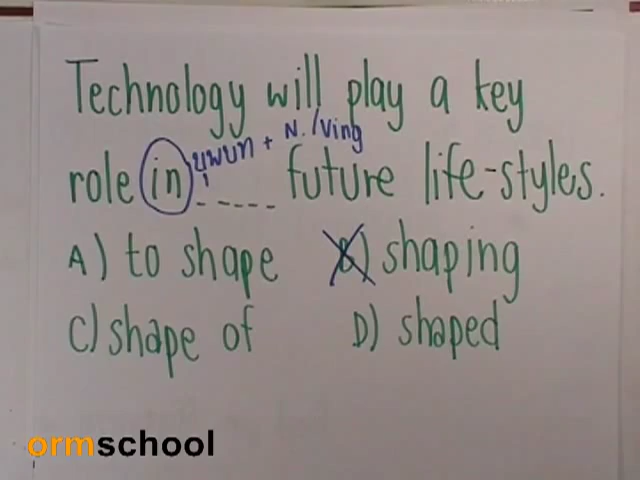 Technology will play a key
บุพบท + N. / Ving
role in ----- future life-styles.
A) to shape B) shaping
C) shape of D) shaped
ormschool